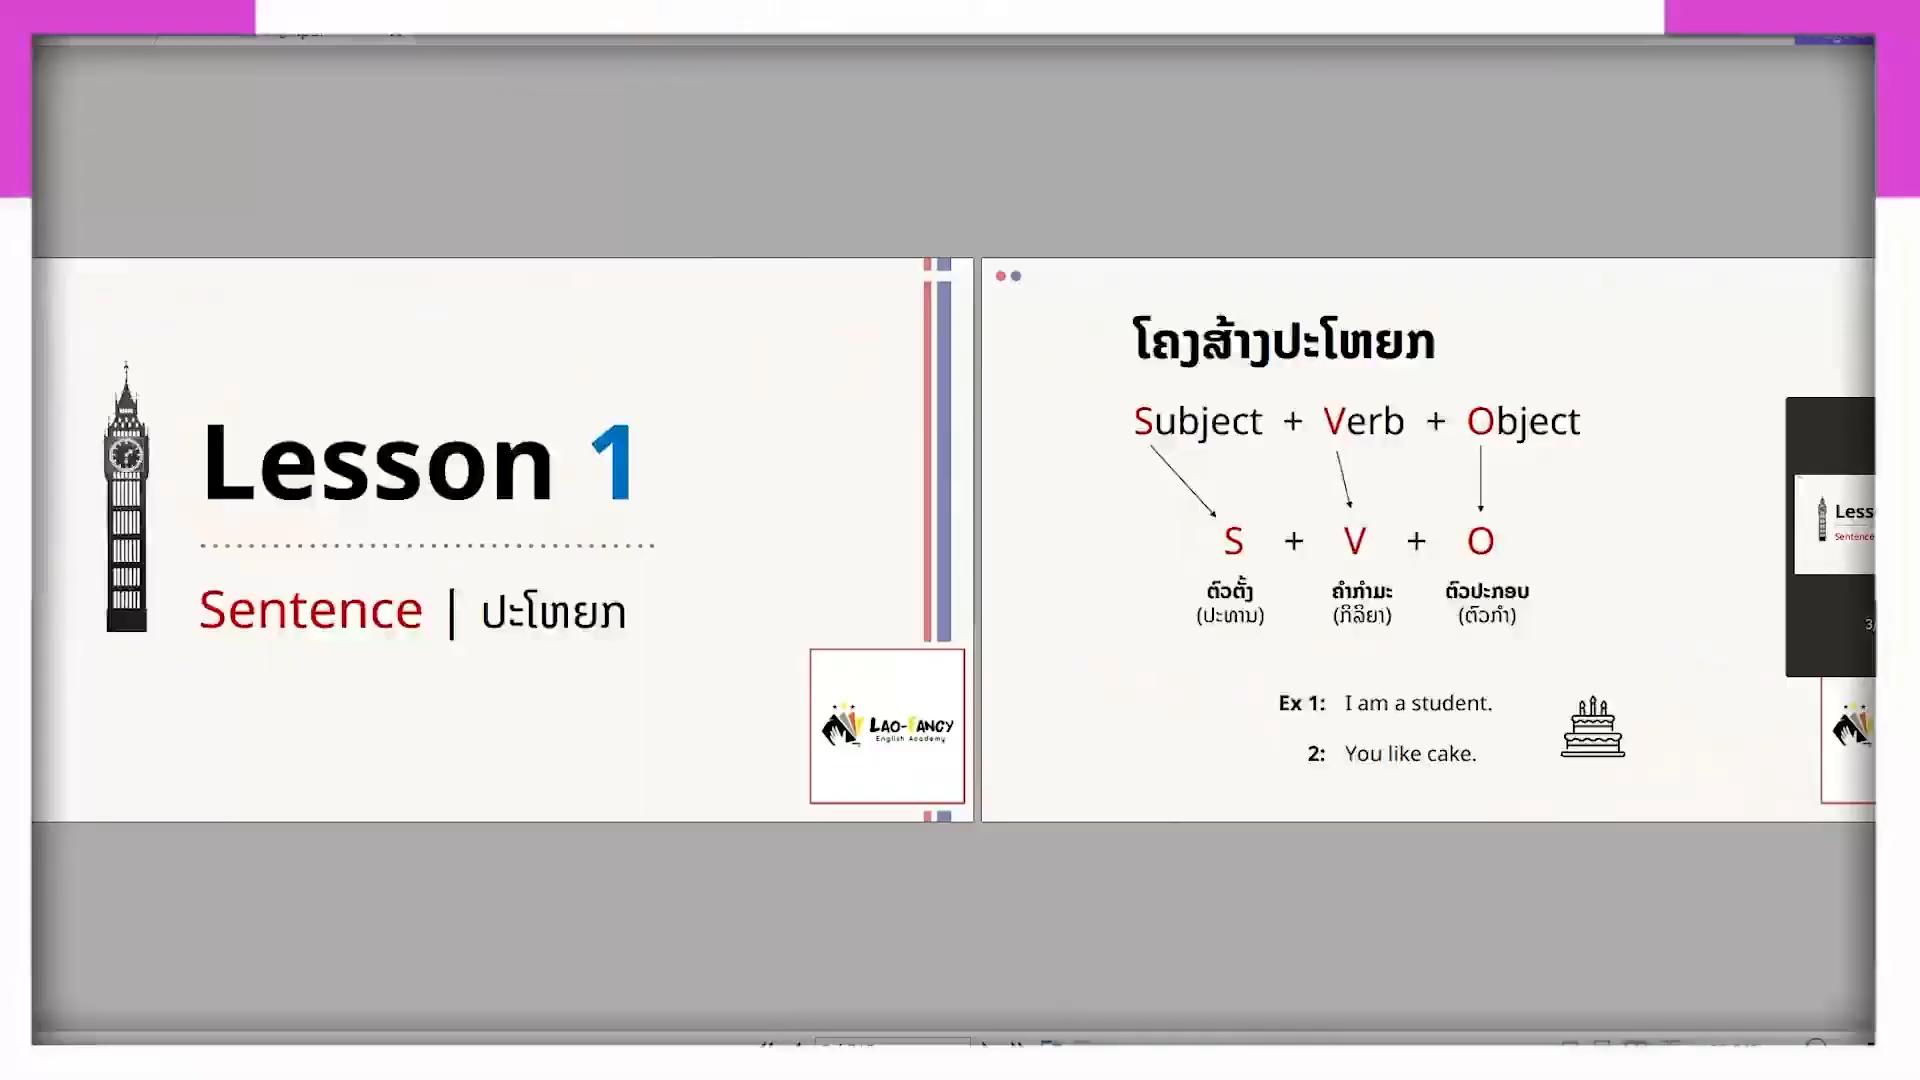 Lesson 1
Sentence | ປະໂຫຍກ
LAO-FANCY
English Academy
ໂຄງສ້າງປະໂຫຍກ
Subject + Verb + Object
S + V + O
ຕົວຕັ້ງ ຄຳກຳມະ ຕົວປະກອບ
(ປະທານ) (ກິລິຍາ) (ຕົວກຳ)
Ex 1: I am a student.
2: You like cake.
Less
Sentence
3/